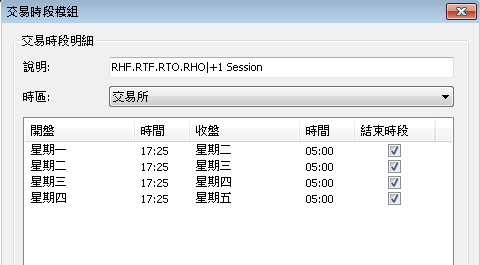 交易時段模組
交易時段明細
說明: RHF.RTF.RTO.RHO|+1 Session
時區: 交易所
開盤 時間 收盤 時間 結束時段
星期一 17:25 星期二 05:00
星期二 17:25 星期三 05:00
星期三 17:25 星期四 05:00
星期四 17:25 星期五 05:00